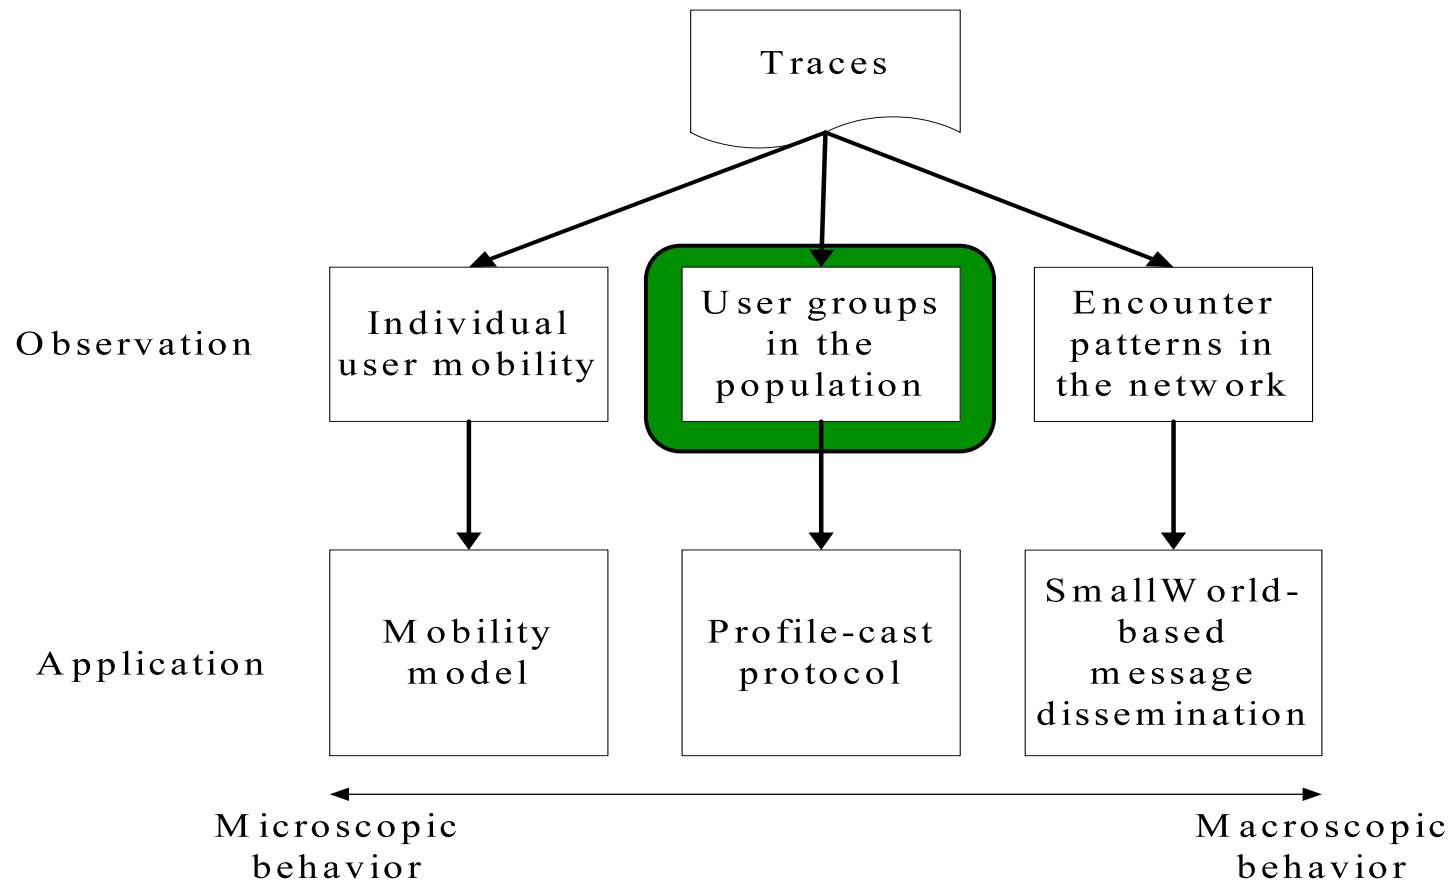 Traces
Observation
Individual
user mobility
User groups
in the
population
Encounter
patterns in
the network
Application
Mobility
model
Profile-cast
protocol
SmallWorld-
based
message
dissemination
Microscopic
behavior
Macroscopic
behavior